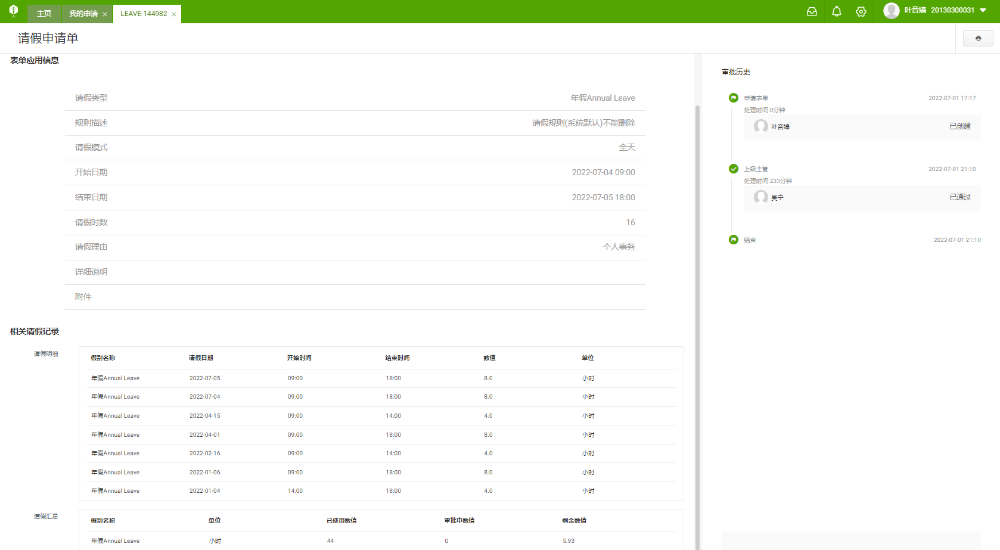 主页 我的申请 × LEAVE-144982 × 叶音嫱 20130300031
请假申请单
表单应用信息
请假类型 年假Annual Leave
规则描述 请假规则(系统默认)不能删除
请假模式 全天
开始日期 2022-07-04 09:00
结束日期 2022-07-05 18:00
请假时数 16
请假理由 个人事务
详细说明
附件
相关请假记录
请假明细
假别名称 请假日期 开始时间 结束时间 数值 单位
年假Annual Leave 2022-07-05 09:00 18:00 8.0 小时
年假Annual Leave 2022-07-04 09:00 18:00 8.0 小时
年假Annual Leave 2022-04-15 09:00 14:00 4.0 小时
年假Annual Leave 2022-04-01 09:00 18:00 8.0 小时
年假Annual Leave 2022-02-16 09:00 14:00 4.0 小时
年假Annual Leave 2022-01-06 09:00 18:00 8.0 小时
年假Annual Leave 2022-01-04 14:00 18:00 4.0 小时
请假汇总
假别名称 单位 已使用数值 审批中数值 剩余数值
年假Annual Leave 小时 44 0 5.93
审批历史
申请表单 2022-07-01 17:17
处理时间:0分钟
叶音嫱 已创建
上级主管 2022-07-01 21:10
处理时间:233分钟
吴宁 已通过
结束 2022-07-01 21:10